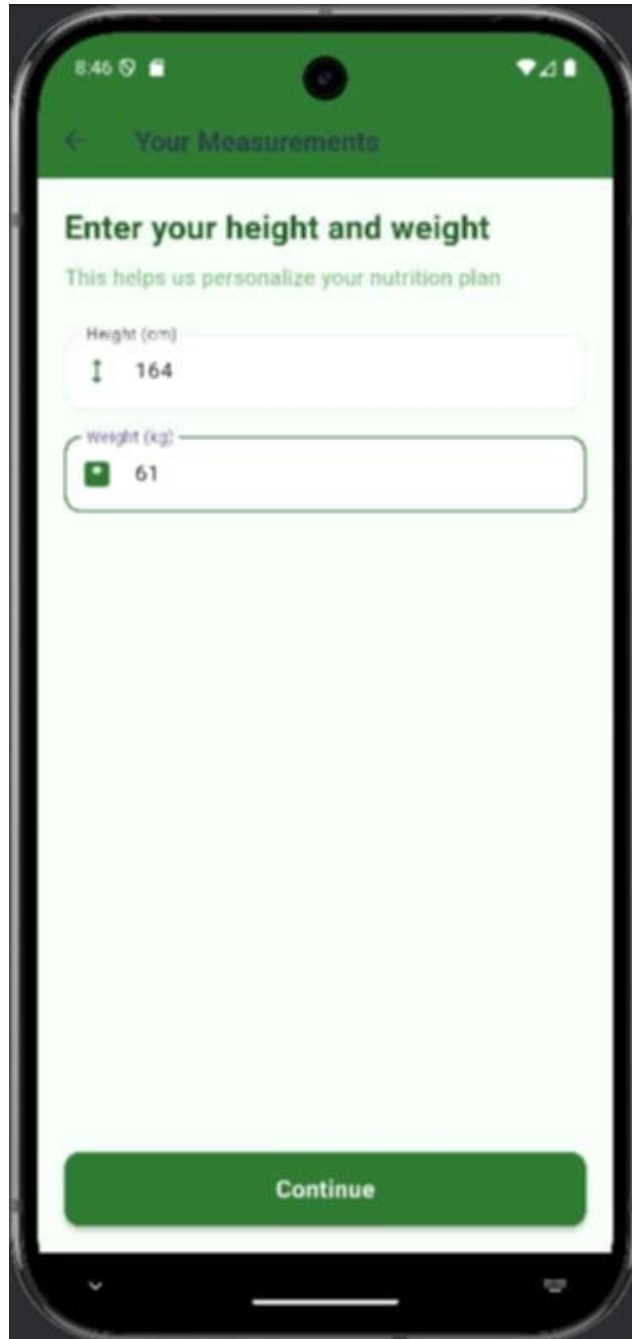 8:46
Your Measurements
Enter your height and weight
This helps us personalize your nutrition plan
Height (cm)
164
Weight (kg)
61
Continue